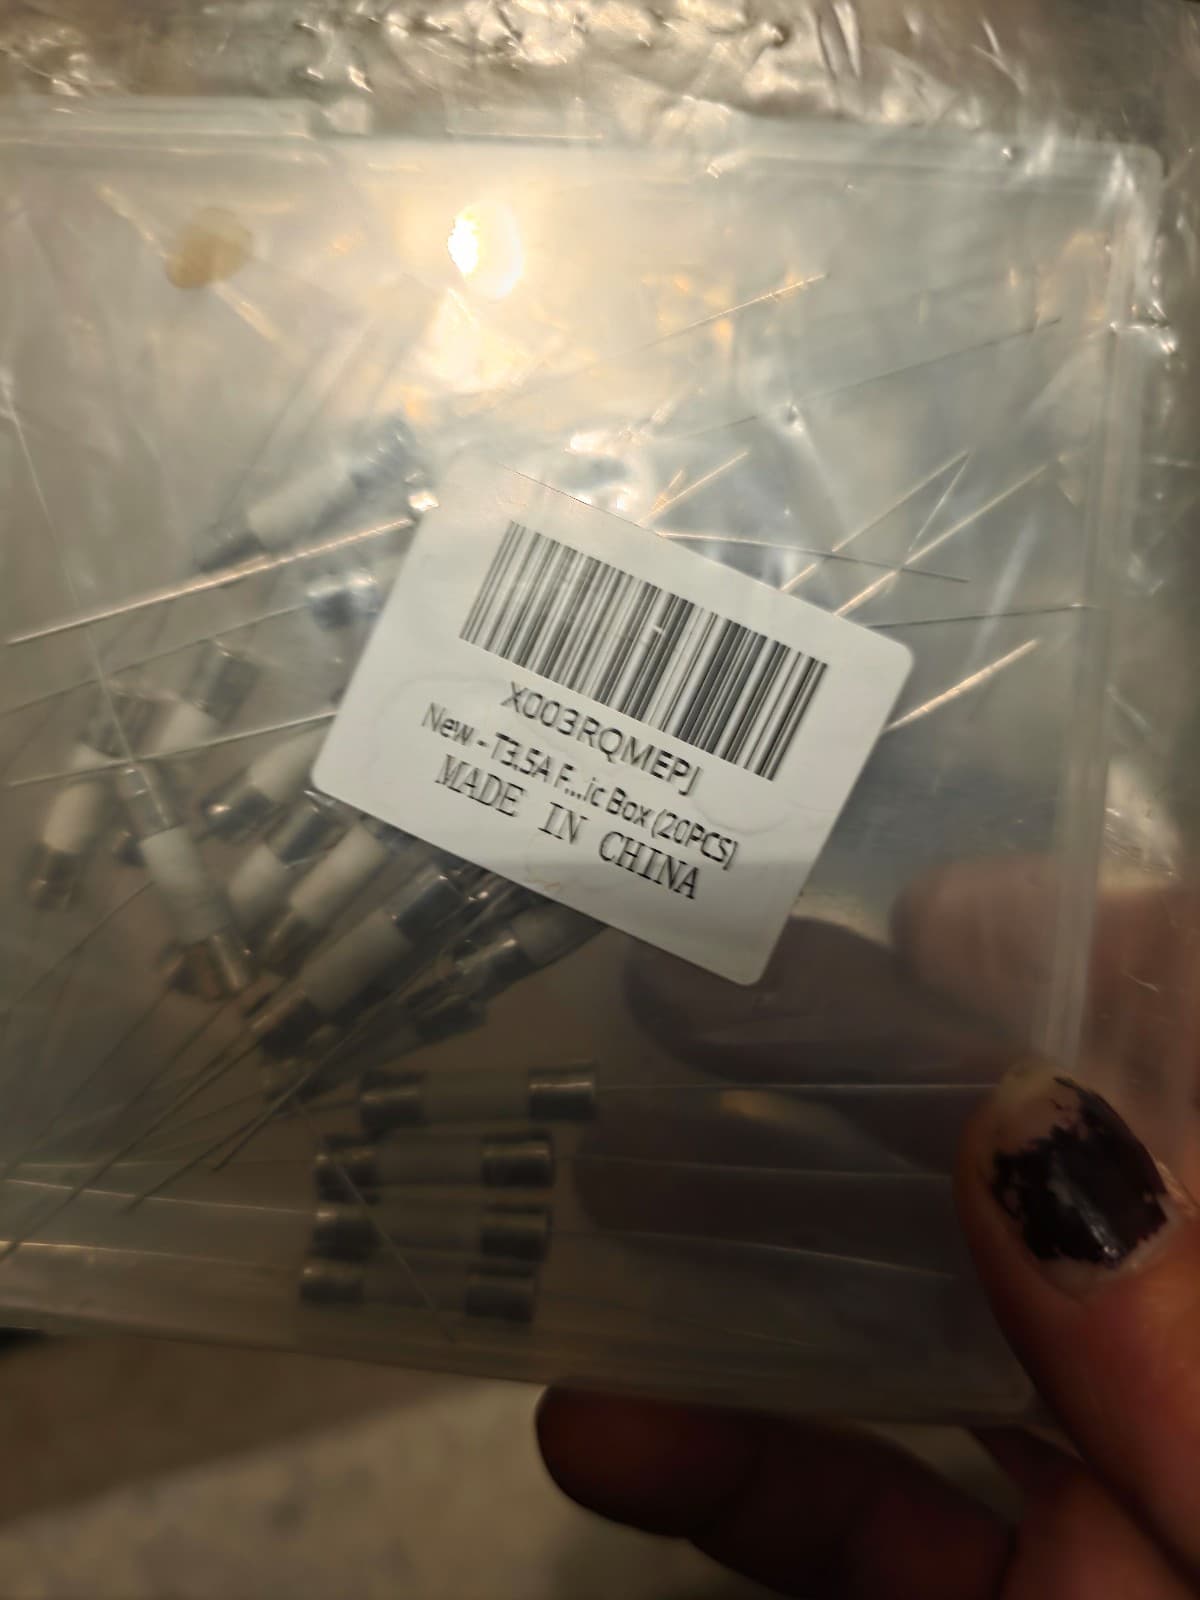 X003RQMEPJ
New - T3.5A F...ic Box (20PCS)
MADE IN CHINA